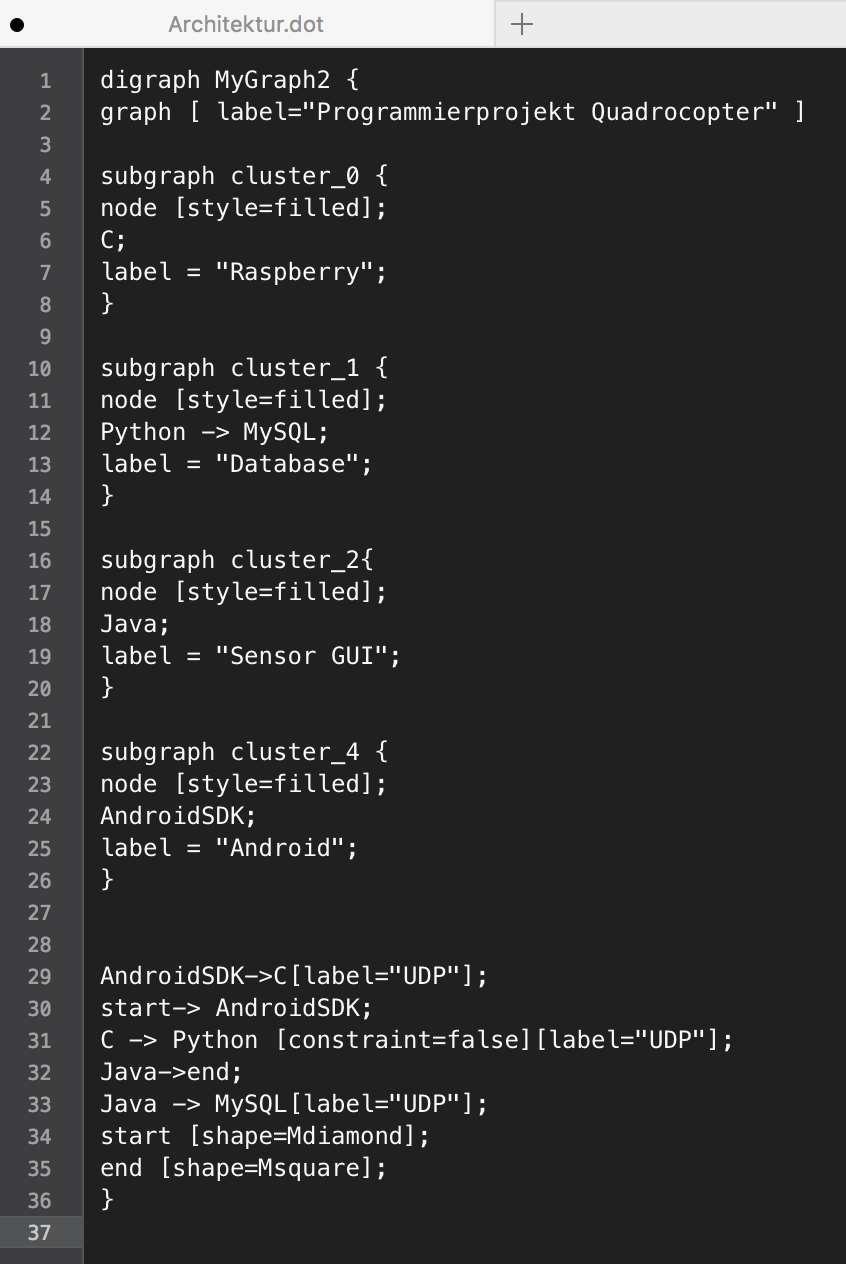 Architektur.dot
1 digraph MyGraph2 {
2 graph [ label="Programmierprojekt Quadrocopter" ]
3
4 subgraph cluster_0 {
5 node [style=filled];
6 C;
7 label = "Raspberry";
8 }
9
10 subgraph cluster_1 {
11 node [style=filled];
12 Python -> MySQL;
13 label = "Database";
14 }
15
16 subgraph cluster_2{
17 node [style=filled];
18 Java;
19 label = "Sensor GUI";
20 }
21
22 subgraph cluster_4 {
23 node [style=filled];
24 AndroidSDK;
25 label = "Android";
26 }
27
28
29 AndroidSDK->C[label="UDP"];
30 start-> AndroidSDK;
31 C -> Python [constraint=false][label="UDP"];
32 Java->end;
33 Java -> MySQL[label="UDP"];
34 start [shape=Mdiamond];
35 end [shape=Msquare];
36 }
37